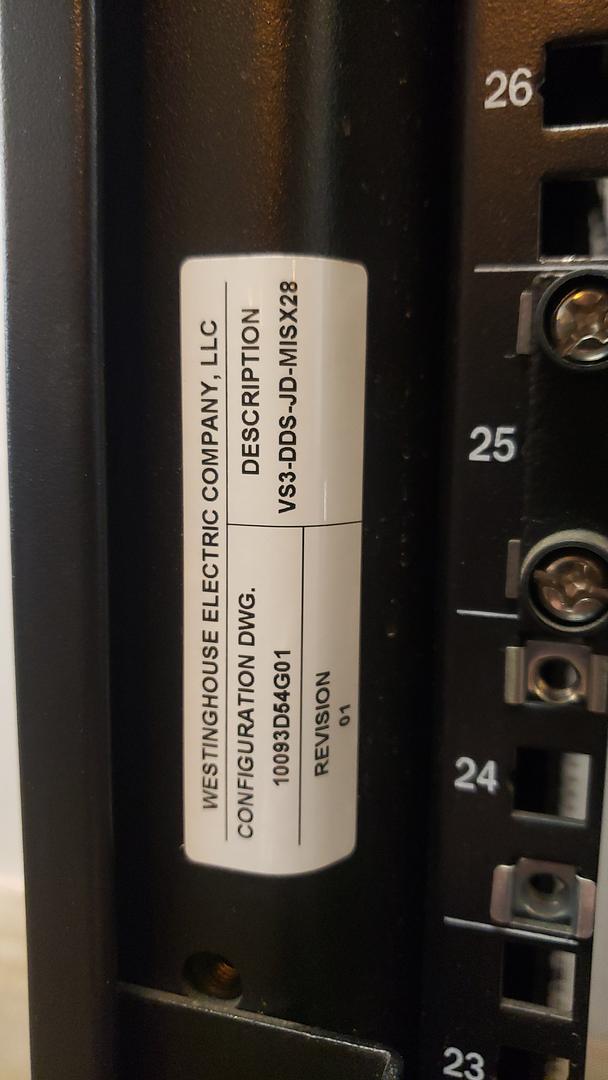 WESTINGHOUSE ELECTRIC COMPANY, LLC
CONFIGURATION DWG.
10093D54G01
REVISION
01
DESCRIPTION
VS3-DDS-JD-MISX28
26
25
24
23